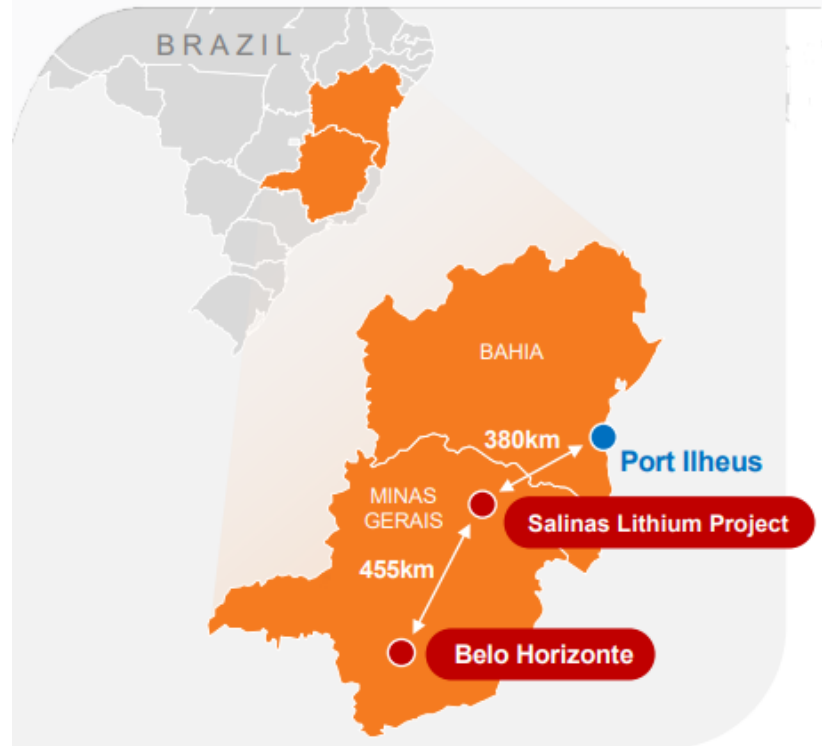 BRAZIL
BAHIA
380km
Port Ilheus
MINAS
GERAIS
Salinas Lithium Project
455km
Belo Horizonte